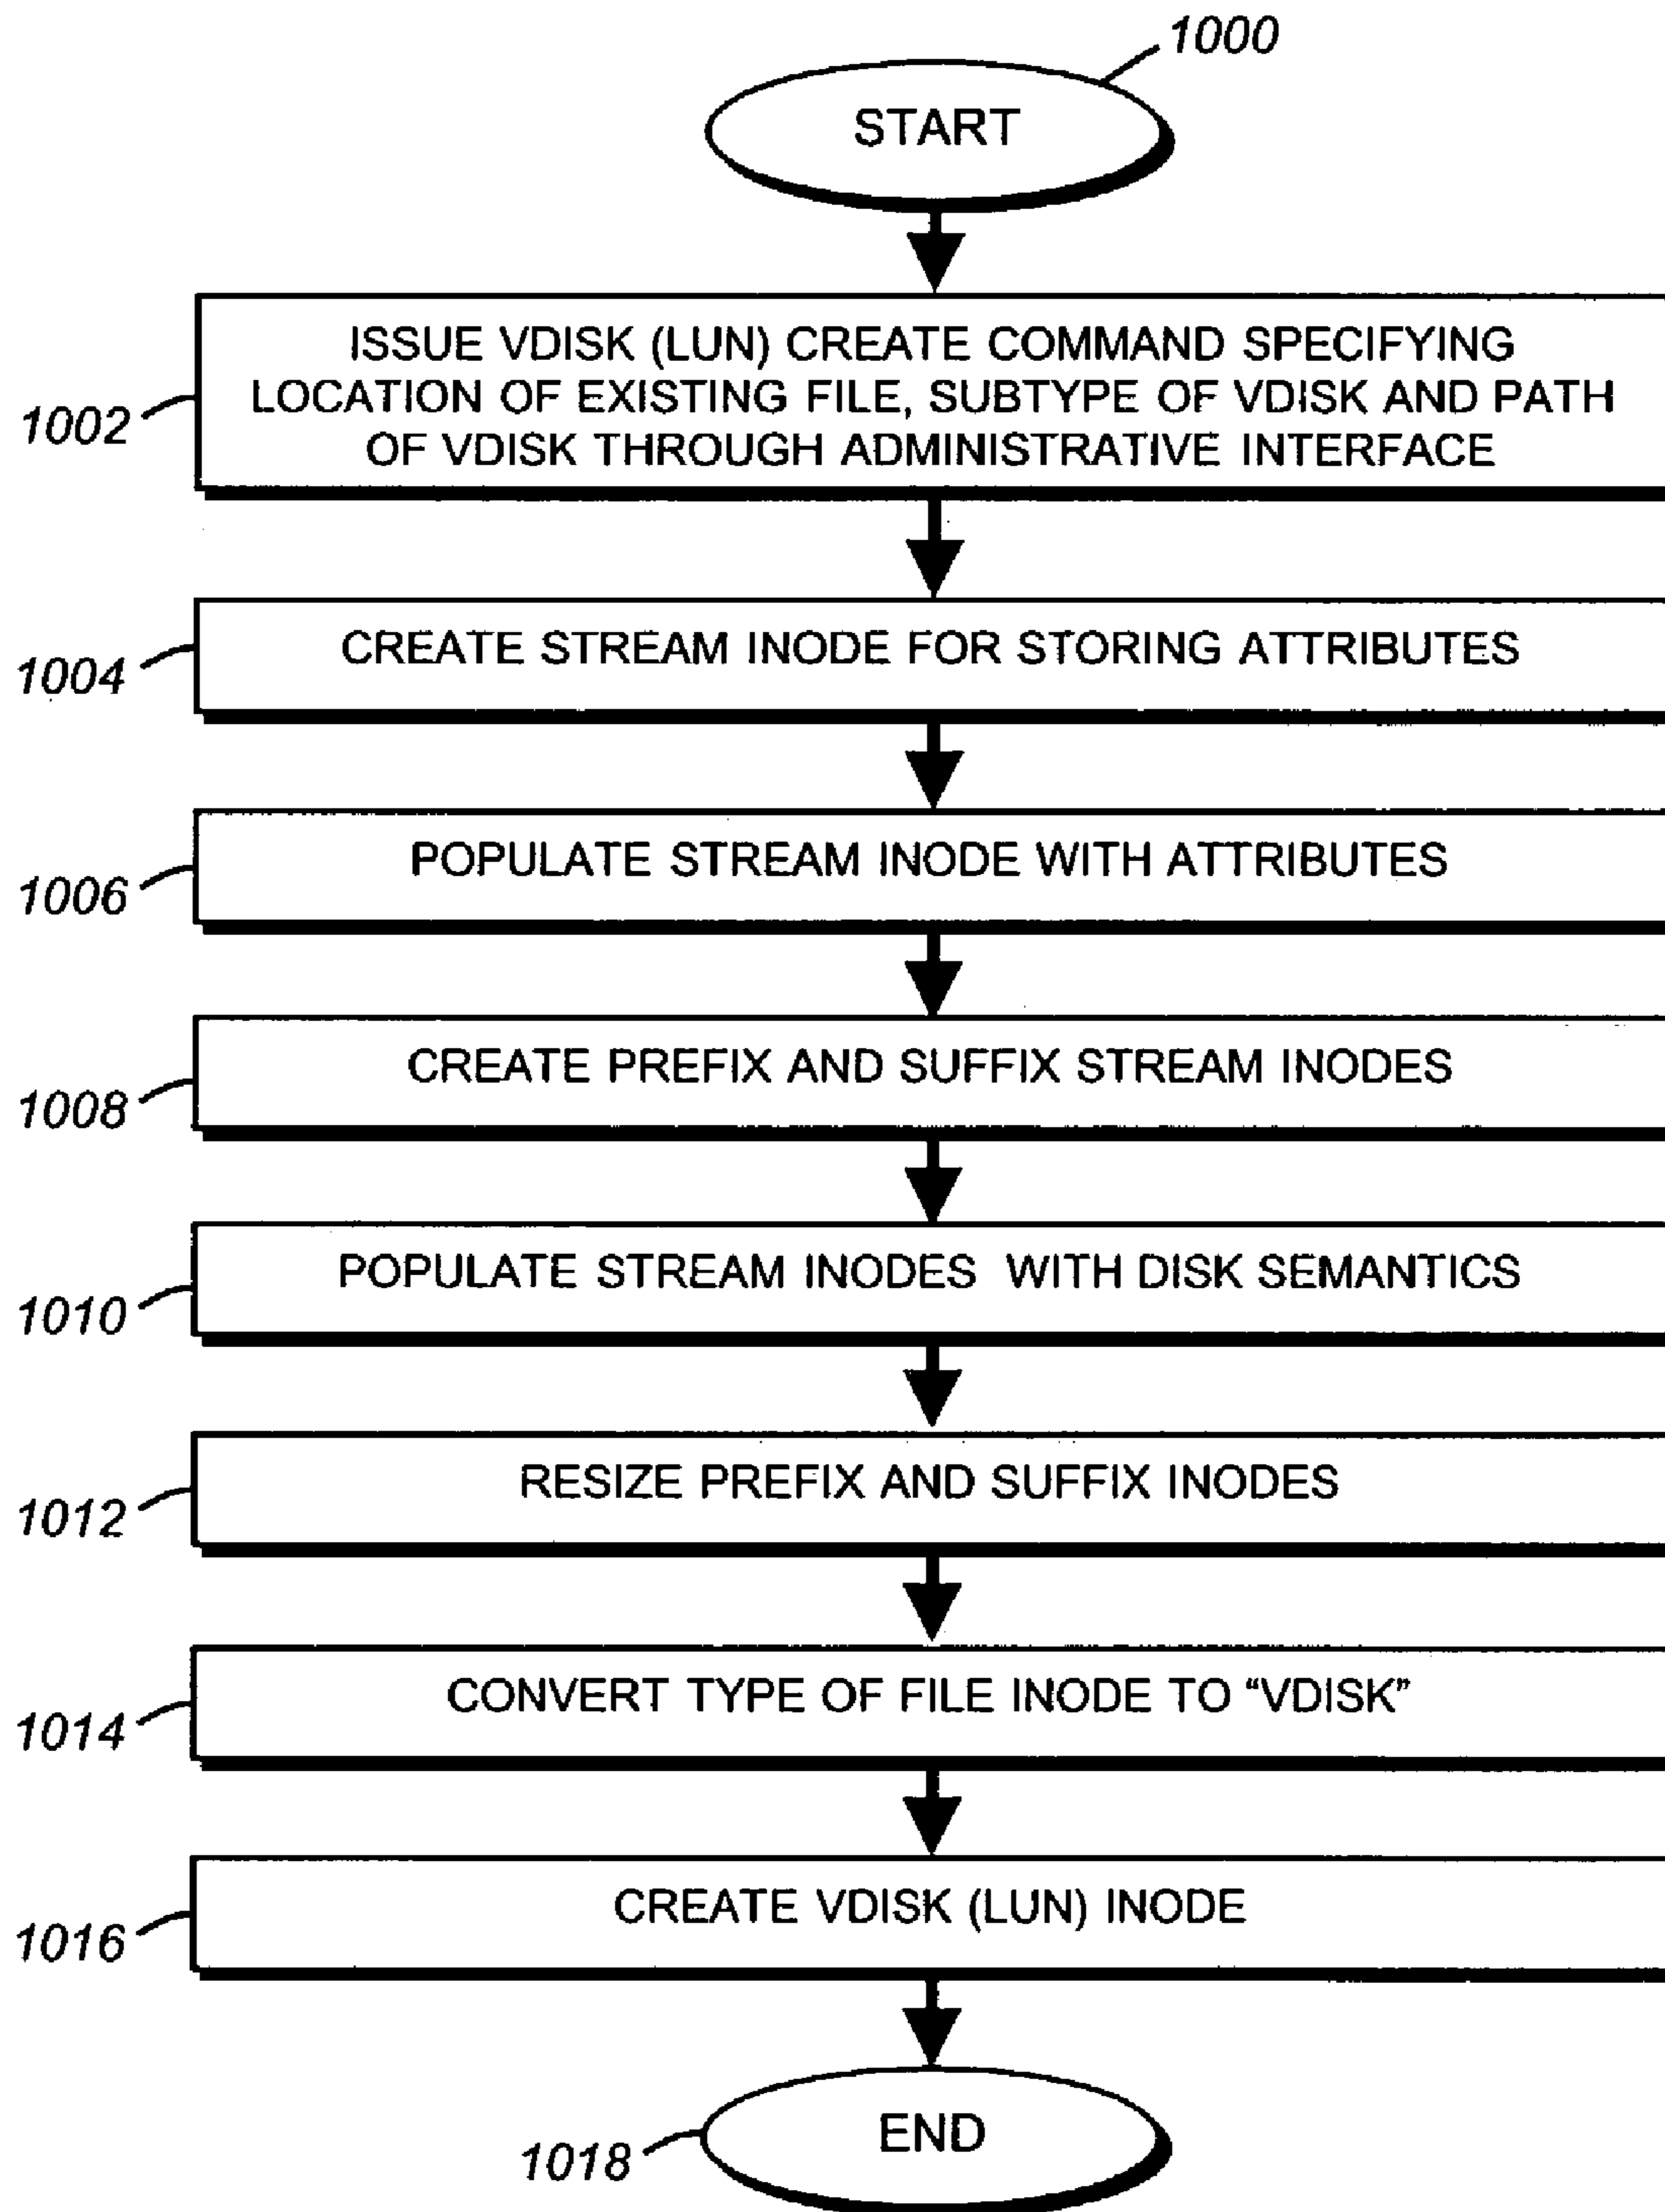 1000
START
1002
ISSUE VDISK (LUN) CREATE COMMAND SPECIFYING
LOCATION OF EXISTING FILE, SUBTYPE OF VDISK AND PATH
OF VDISK THROUGH ADMINISTRATIVE INTERFACE
1004
CREATE STREAM INODE FOR STORING ATTRIBUTES
1006
POPULATE STREAM INODE WITH ATTRIBUTES
1008
CREATE PREFIX AND SUFFIX STREAM INODES
1010
POPULATE STREAM INODES WITH DISK SEMANTICS
1012
RESIZE PREFIX AND SUFFIX INODES
1014
CONVERT TYPE OF FILE INODE TO “VDISK”
1016
CREATE VDISK (LUN) INODE
1018
END